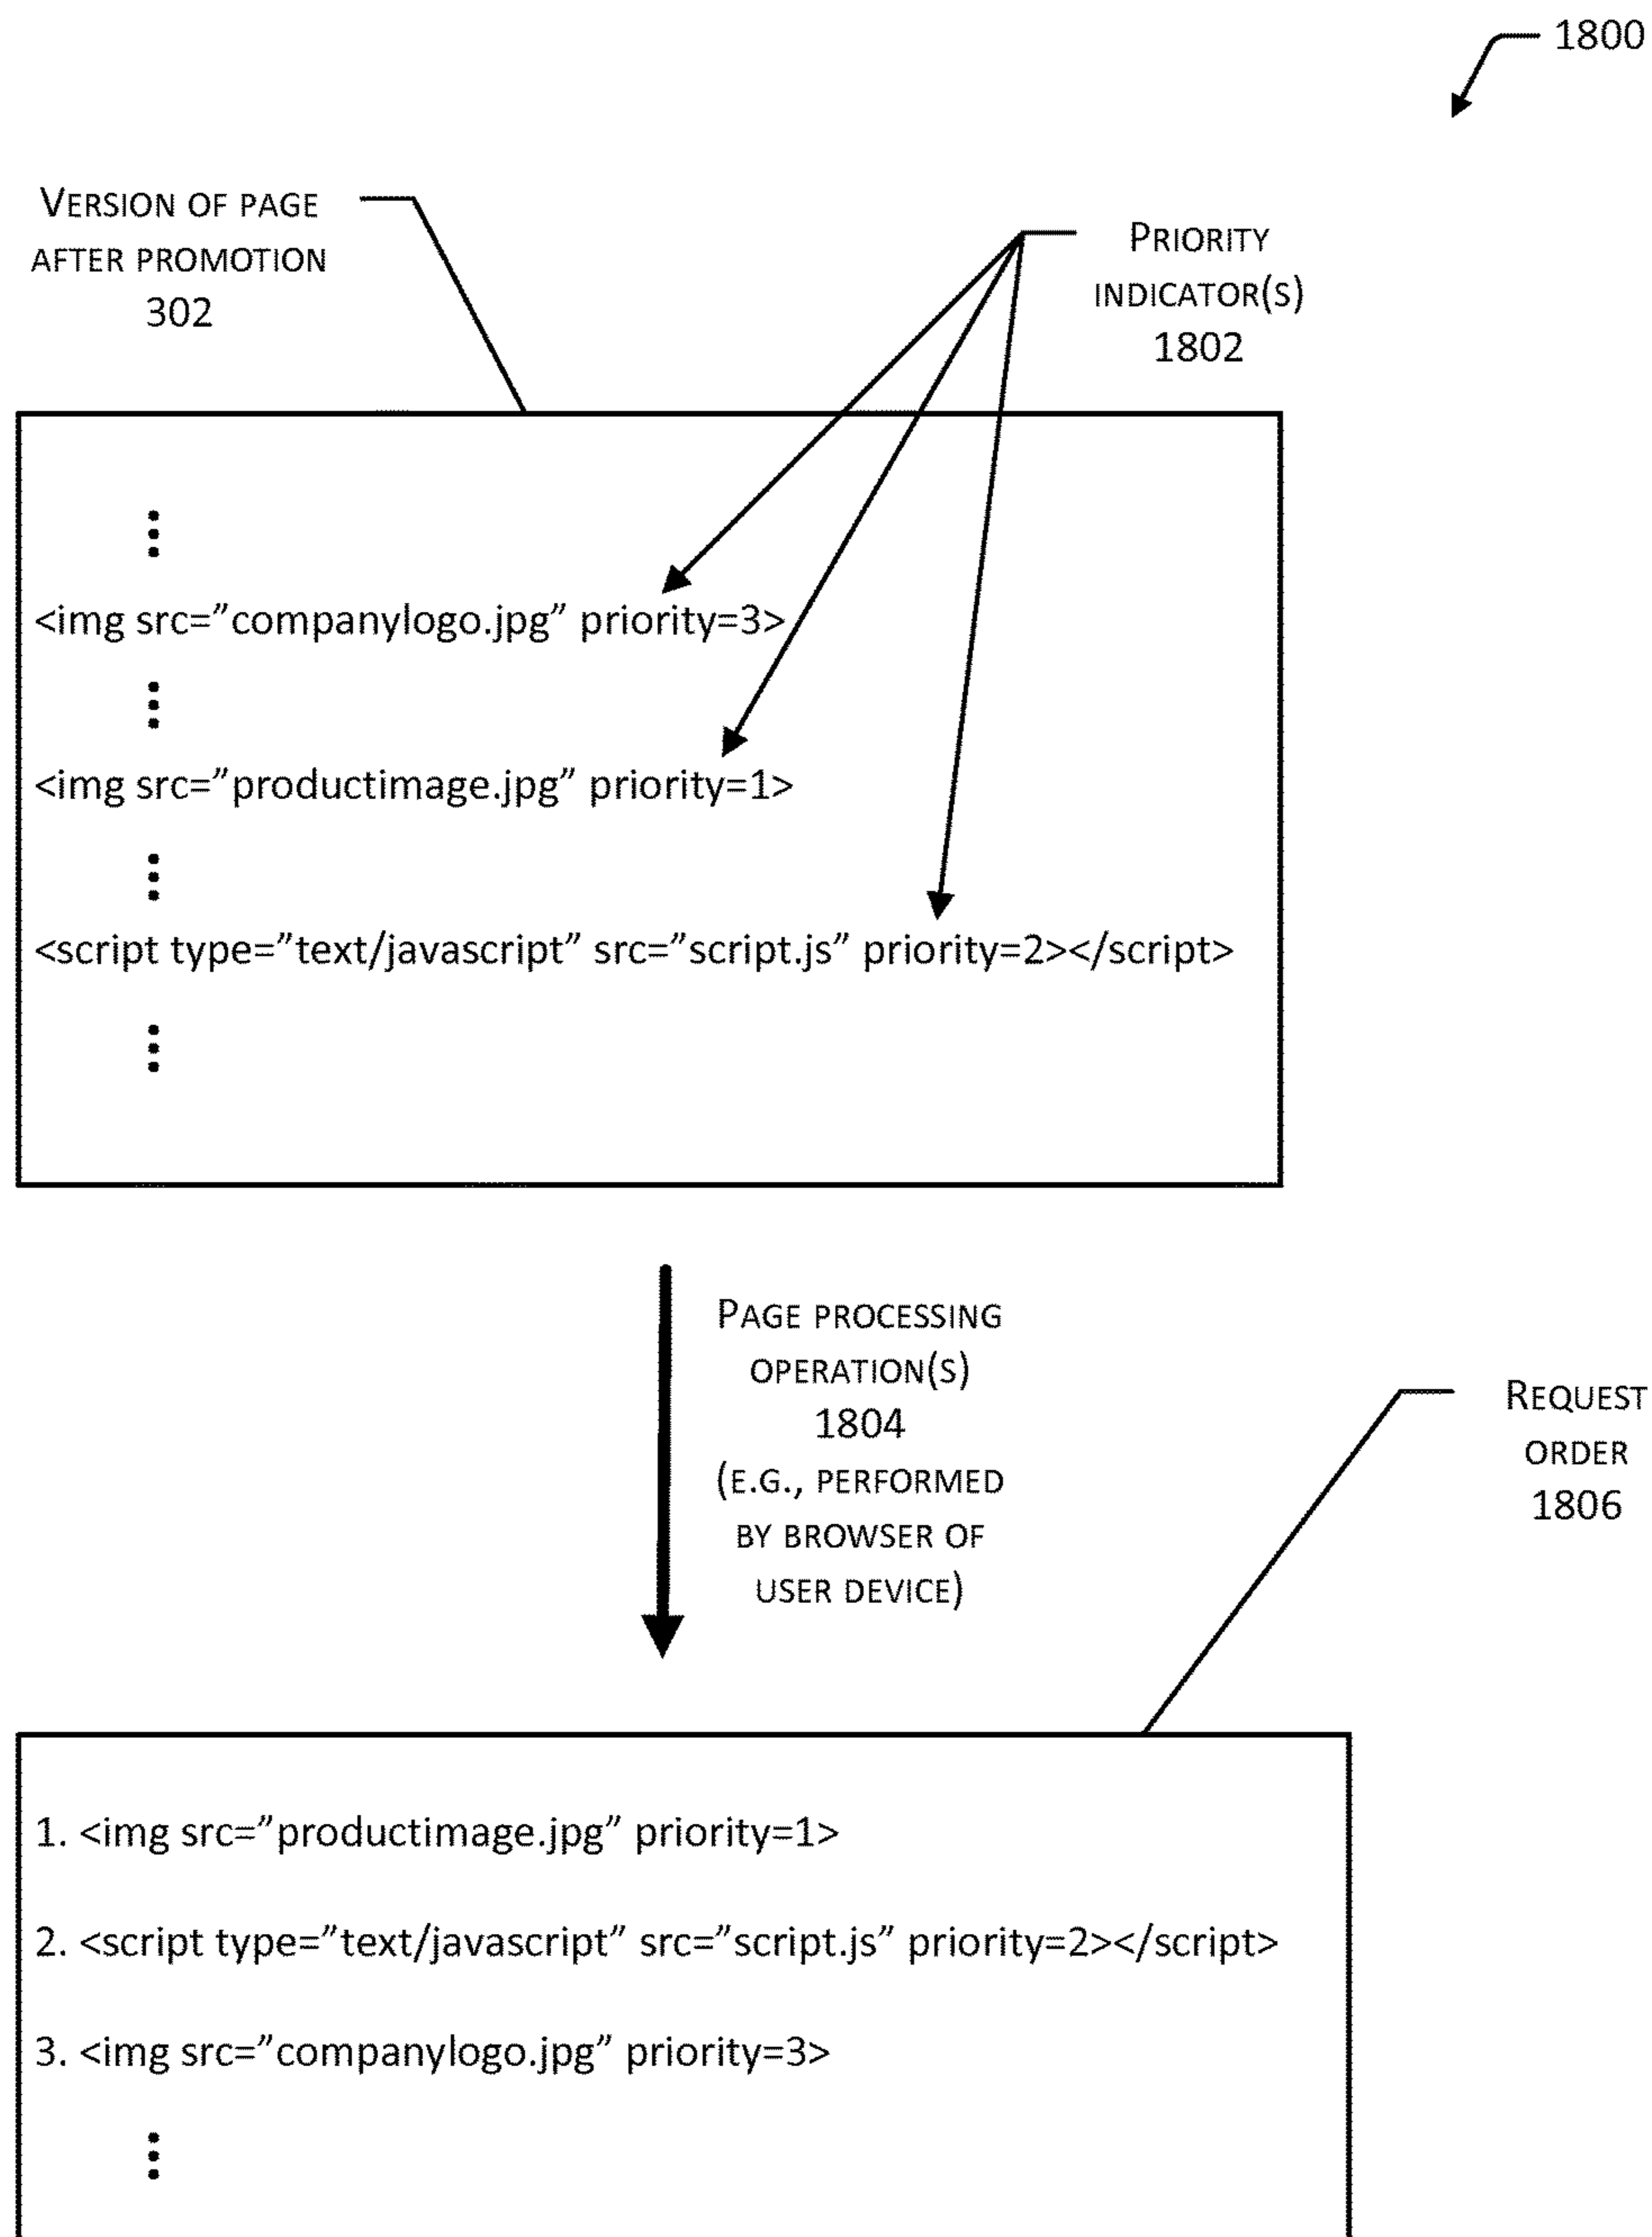 1800
VERSION OF PAGE
AFTER PROMOTION
302
PRIORITY
INDICATOR(S)
1802
<img src=”companylogo.jpg” priority=3>
<img src=”productimage.jpg” priority=1>
<script type=”text/javascript” src=”script.js” priority=2></script>
PAGE PROCESSING
OPERATION(S)
1804
(E.G., PERFORMED
BY BROWSER OF
USER DEVICE)
REQUEST
ORDER
1806
1. <img src=”productimage.jpg” priority=1>
2. <script type=”text/javascript” src=”script.js” priority=2></script>
3. <img src=”companylogo.jpg” priority=3>